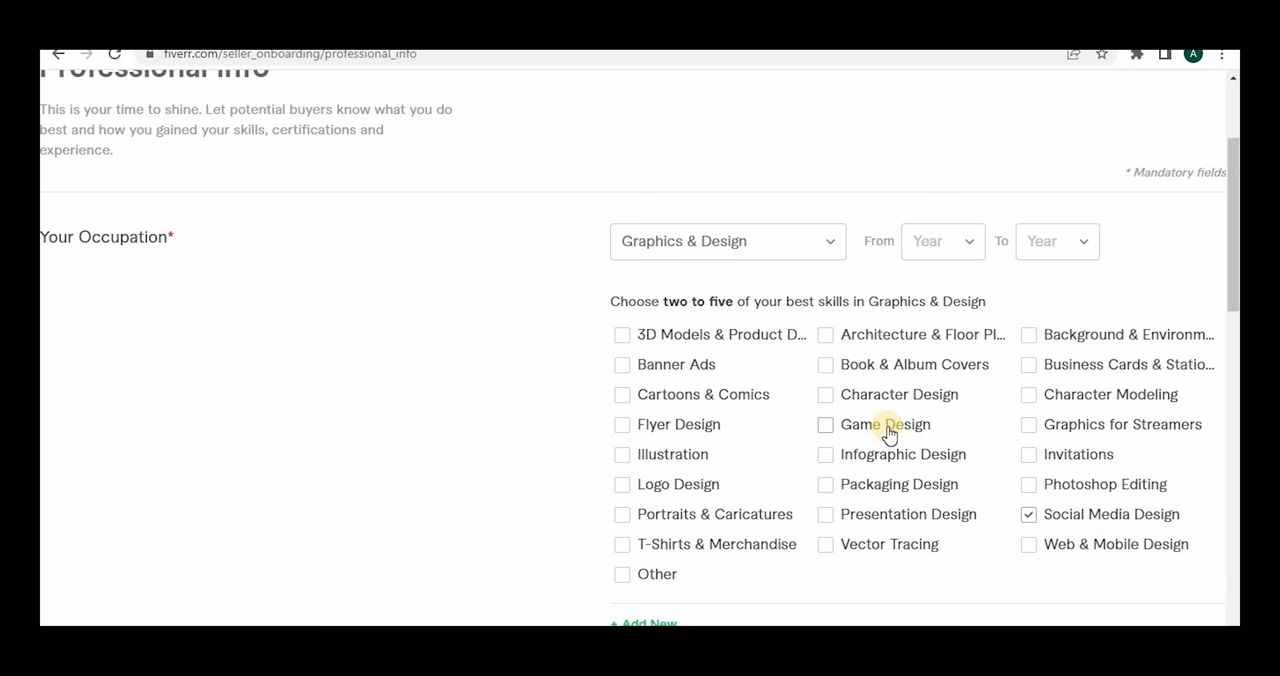 fiverr.com/seller_onboarding/professional_info
A
Professional Info
This is your time to shine. Let potential buyers know what you do
best and how you gained your skills, certifications and
experience.
* Mandatory fields
Your Occupation*
Graphics & Design
From
Year
To
Year
Choose two to five of your best skills in Graphics & Design
3D Models & Product D...
Architecture & Floor Pl...
Background & Environm...
Banner Ads
Book & Album Covers
Business Cards & Statio...
Cartoons & Comics
Character Design
Character Modeling
Flyer Design
Game Design
Graphics for Streamers
Illustration
Infographic Design
Invitations
Logo Design
Packaging Design
Photoshop Editing
Portraits & Caricatures
Presentation Design
Social Media Design
T-Shirts & Merchandise
Vector Tracing
Web & Mobile Design
Other
+ Add New